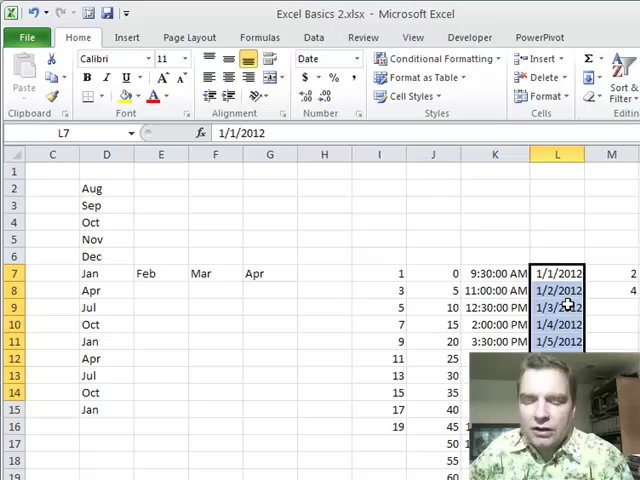 Excel Basics 2.xlsx - Microsoft Excel
File Home Insert Page Layout Formulas Data Review View Developer PowerPivot
Calibri 11 Date Conditional Formatting Insert Σ
Paste B I U $ % , Format as Table Delete Sort &
A .0 .00 Cell Styles Format Filter
Clipboard Font Alignment Number Styles Cells
L7 fx 1/1/2012
C D E F G H I J K L M
1
2 Aug
3 Sep
4 Oct
5 Nov
6 Dec
7 Jan Feb Mar Apr 1 0 9:30:00 AM 1/1/2012 2
8 Apr 3 5 11:00:00 AM 1/2/2012 4
9 Jul 5 10 12:30:00 PM 1/3/2012
10 Oct 7 15 2:00:00 PM 1/4/2012
11 Jan 9 20 3:30:00 PM 1/5/2012
12 Apr 11 25
13 Jul 13 30
14 Oct 15 35
15 Jan 17 40
16 19 45
17 50
18 55
19 60